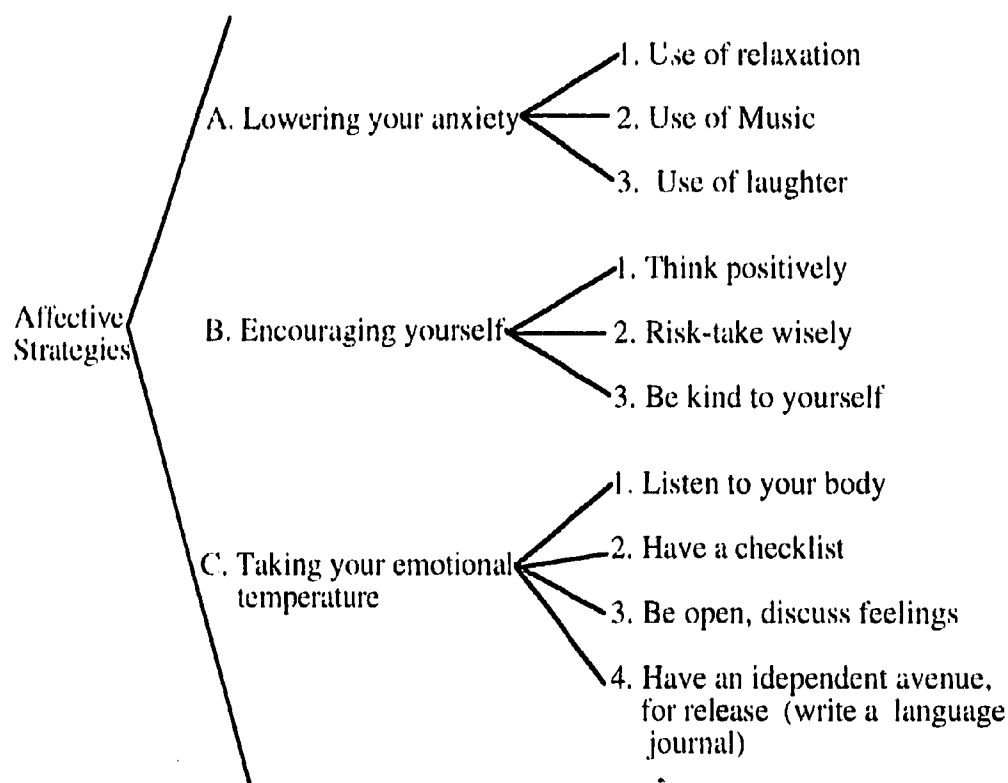 1. Use of relaxation
A. Lowering your anxiety
2. Use of Music
3. Use of laughter
1. Think positively
Affective
Strategies
B. Encouraging yourself
2. Risk-take wisely
3. Be kind to yourself
1. Listen to your body
C. Taking your emotional
temperature
2. Have a checklist
3. Be open, discuss feelings
4. Have an idependent avenue,
for release (write a language
journal)